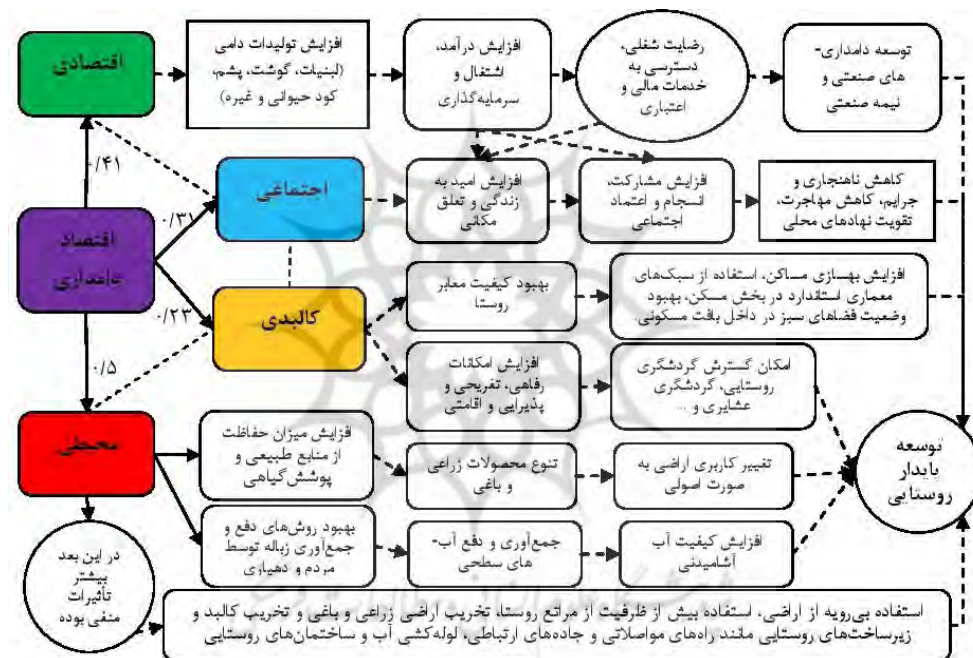 اقتصادی
افزایش تولیدات دامی
(لبنیات، گوشت، پشم،
کود حیوانی و غیره)
افزایش درآمد،
اشتغال و
سرمایه‌گذاری
رضایت شغلی،
دسترسی به
خدمات مالی و
اعتباری
توسعه دامداری-
های صنعتی و
نیمه صنعتی
۰/۴۱
اجتماعی
افزایش امید به
زندگی و تعلق
مکانی
افزایش مشارکت،
انسجام و اعتماد
اجتماعی
کاهش ناهنجاری و
جرایم، کاهش مهاجرت،
تقویت نهادهای محلی
۰/۳۱
اقتصاد
دامداری
۰/۲۳
کالبدی
بهبود کیفیت معابر
روستا
افزایش بهسازی مساکن، استفاده از سبک‌های
معماری استاندارد در بخش مسکن، بهبود
وضعیت فضاهای سبز در داخل بافت مسکونی.
۰/۵
افزایش امکانات
رفاهی، تفریحی و
پذیرایی و اقامتی
امکان گسترش گردشگری
روستایی، گردشگری
عشایری و ...
محیطی
افزایش میزان حفاظت
از منابع طبیعی و
پوشش‌گیاهی
تنوع محصولات زراعی
و باغی
تغییر کاربری اراضی به
صورت اصولی
توسعه
پایدار
روستایی
بهبود روش‌های دفع و
جمع‌آوری زباله توسط
مردم و دهیاری
جمع‌آوری و دفع آب-
های سطحی
افزایش کیفیت آب
آشامیدنی
در این بعد
بیشتر
تأثیرات
منفی بوده
استفاده بی‌رویه از اراضی، استفاده بیش از ظرفیت از مراتع روستا، تخریب اراضی زراعی و باغی و تخریب کالبد و
زیرساخت‌های روستایی مانند راه‌های مواصلاتی و جاده‌های ارتباطی، لوله‌کشی آب و ساختمان‌های روستایی